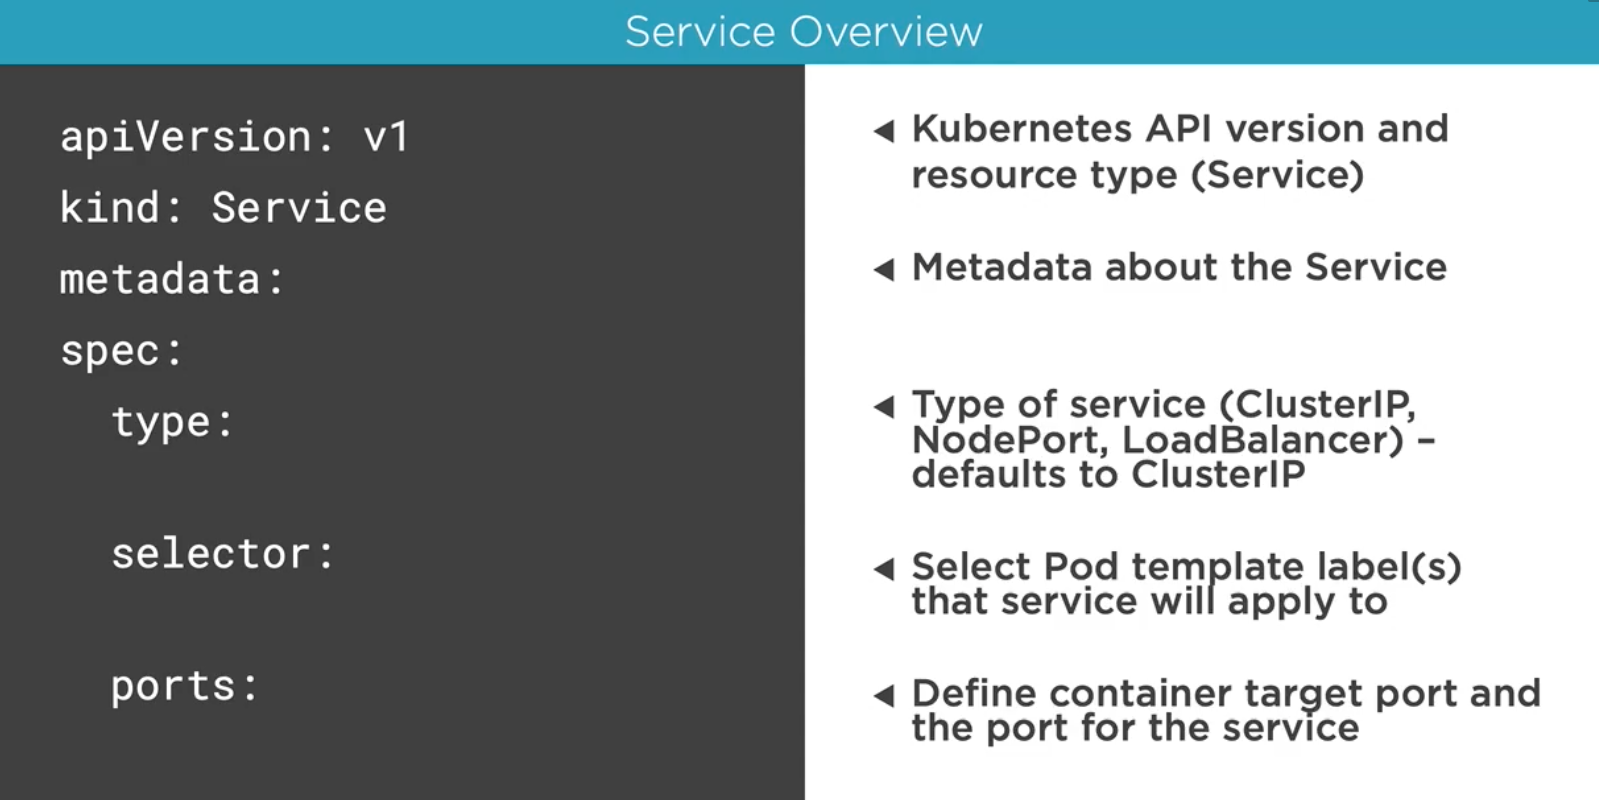 Service Overview
apiVersion: v1
kind: Service
metadata:
spec:
type:
selector:
ports:
◀ Kubernetes API version and
resource type (Service)
◀ Metadata about the Service
◀ Type of service (ClusterIP,
NodePort, LoadBalancer) –
defaults to ClusterIP
◀ Select Pod template label(s)
that service will apply to
◀ Define container target port and
the port for the service